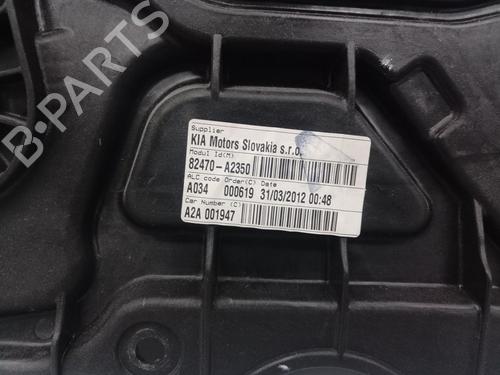 B-PARTS
Supplier
KIA Motors Slovakia s.r.o.
Modul Id(M)
82470-A2350
ALC code Order(C) Date
A034 000619 31/03/2012 00:48
Car Number (C)
A2A 001947